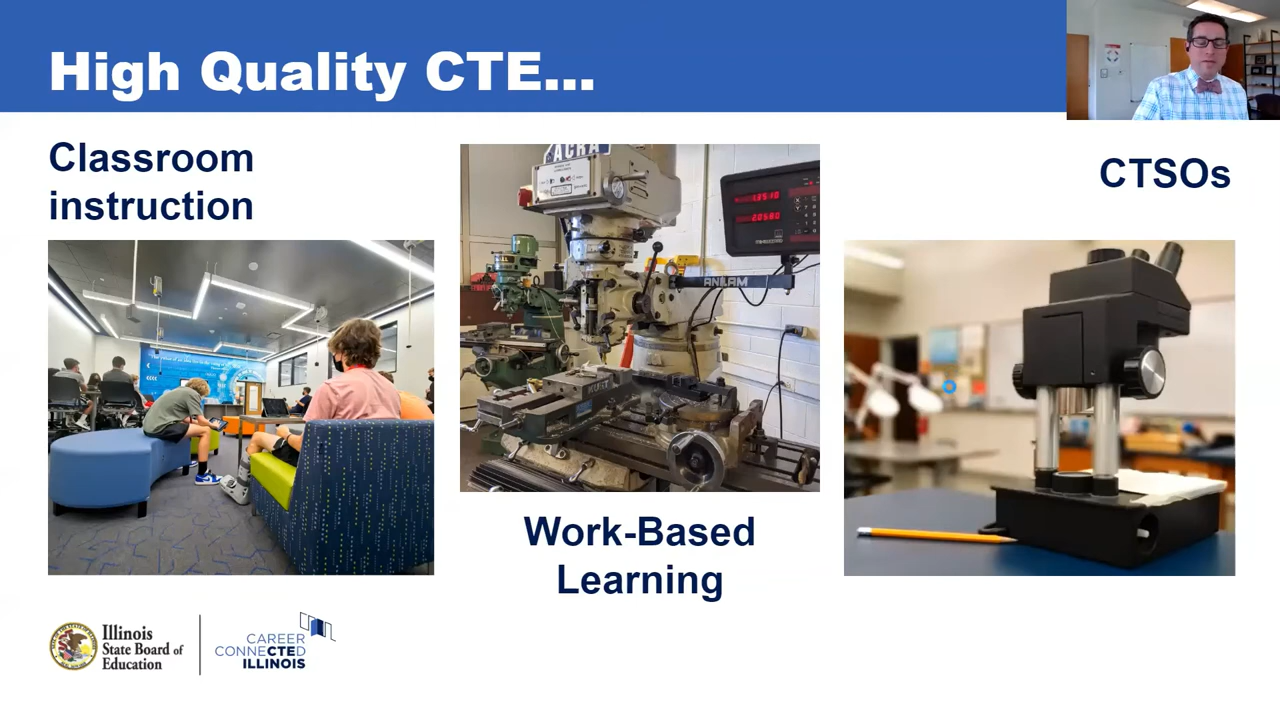 High Quality CTE...
Classroom
instruction
CTSOs
ACRA
ANILAM
KURT
Work-Based
Learning
Illinois
State Board of
Education
CAREER
CONNECTED
ILLINOIS